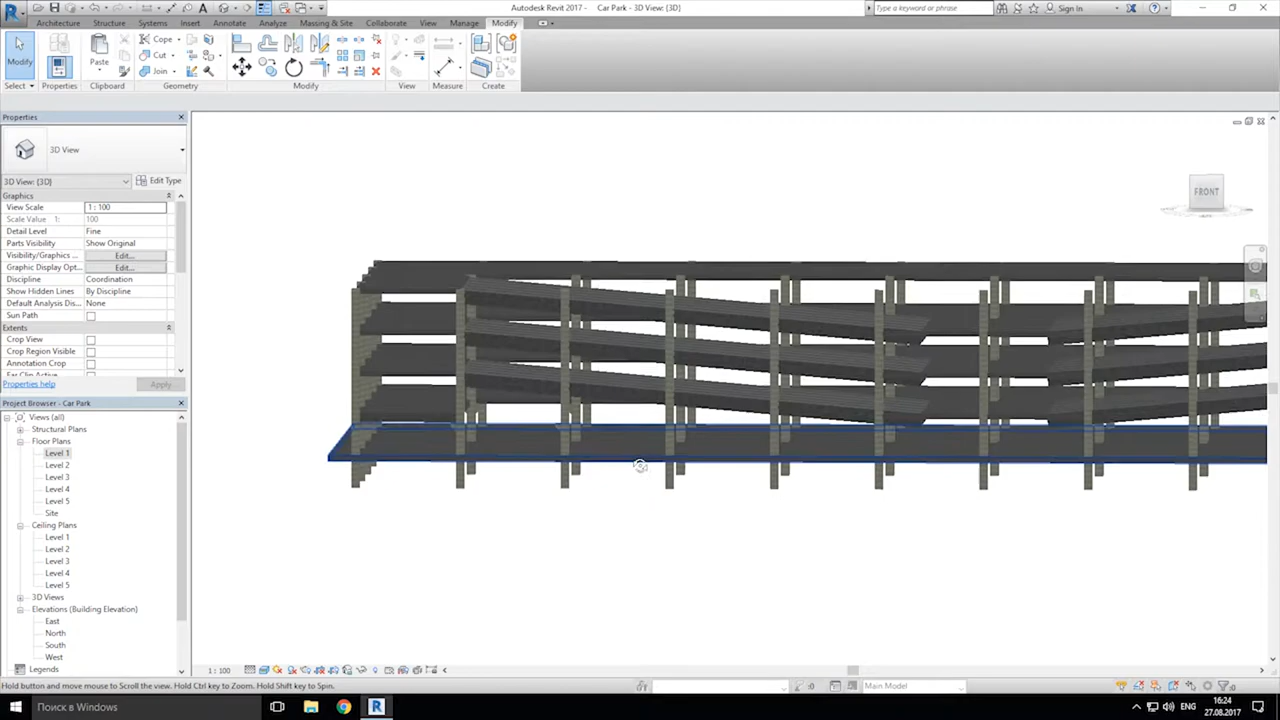 Autodesk Revit 2017 - Car Park - 3D View: {3D}
Type a keyword or phrase
Sign In
Architecture Structure Systems Insert Annotate Analyze Massing & Site Collaborate View Manage Modify
Modify
Paste
Cope
Cut
Join
Select Properties Clipboard Geometry Modify View Measure Create
Properties
3D View
3D View: {3D} Edit Type
Graphics
View Scale 1 : 100
Scale Value 1: 100
Detail Level Fine
Parts Visibility Show Original
Visibility/Graphics ... Edit...
Graphic Display Opt... Edit...
Discipline Coordination
Show Hidden Lines By Discipline
Default Analysis Dis... None
Sun Path
Extents
Crop View
Crop Region Visible
Annotation Crop
Properties help Apply
Project Browser - Car Park
Views (all)
Structural Plans
Floor Plans
Level 1
Level 2
Level 3
Level 4
Level 5
Site
Ceiling Plans
Level 1
Level 2
Level 3
Level 4
Level 5
3D Views
Elevations (Building Elevation)
East
North
South
West
Legends
FRONT
1 : 100
Hold button and move mouse to Scroll the view. Hold Ctrl key to Zoom. Hold Shift key to Spin.
:0
Main Model
:0
Поиск в Windows
ENG
16:24
27.08.2017